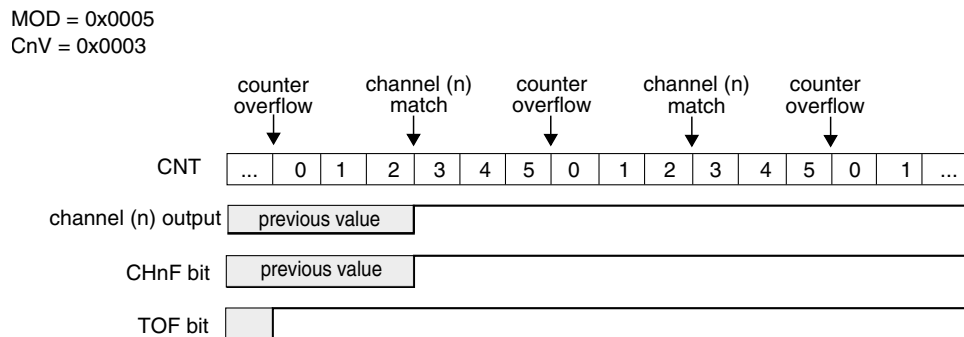 MOD = 0x0005
CnV = 0x0003
counter overflow
channel (n) match
counter overflow
channel (n) match
counter overflow
CNT ... 0 1 2 3 4 5 0 1 2 3 4 5 0 1 ...
channel (n) output previous value
CHnF bit previous value
TOF bit